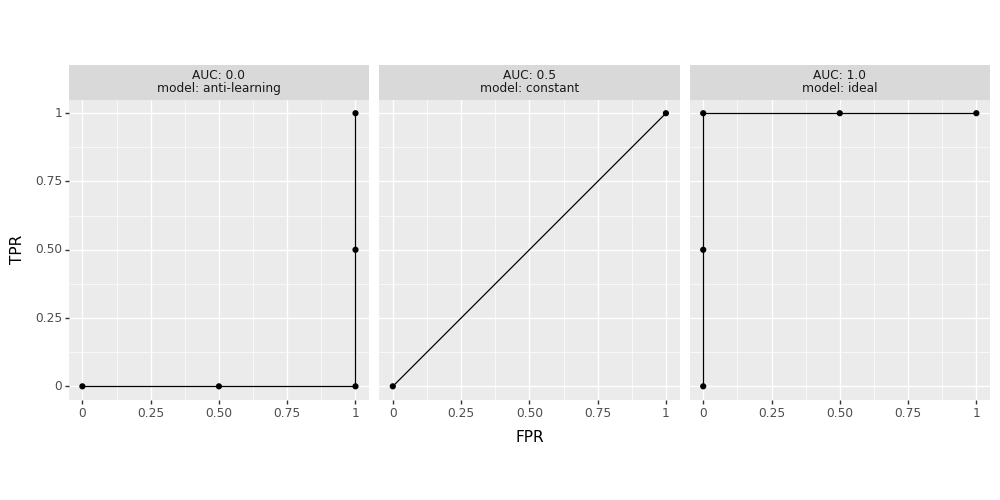 AUC: 0.0
model: anti-learning
AUC: 0.5
model: constant
AUC: 1.0
model: ideal
TPR
1
0.75
0.50
0.25
0
0 0.25 0.50 0.75 1
0 0.25 0.50 0.75 1
0 0.25 0.50 0.75 1
FPR